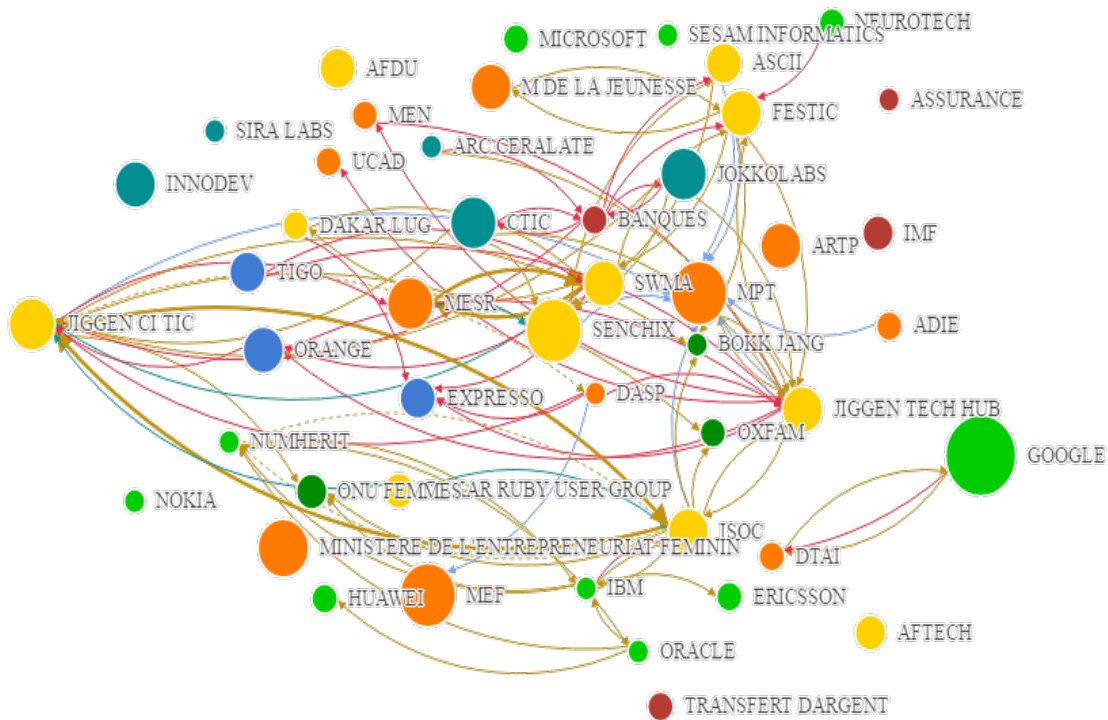 NEUROTECH
SESAM INFORMATICS
MICROSOFT
ASCII
AFDU
M DE LA JEUNESSE
ASSURANCE
FESTIC
MEN
SIRA LABS
ARC CERALATE
UCAD
JOKKOLABS
INNODEV
BANQUES
DAKAR LUG
CTIC
IMF
ARTP
TIGO
SWMA
MPT
MESR
JIGGEN CI TIC
SENCHIX
ADIE
BOKK JANG
ORANGE
DASP
EXPRESSO
JIGGEN TECH HUB
OXFAM
NUMHERIT
GOOGLE
ONU FEMMES
AR RUBY USER GROUP
NOKIA
ISOC
MINISTERE DE L'ENTREPRENEURIAT FEMININ
DTAI
IBM
MEF
HUAWEI
ERICSSON
AFTECH
ORACLE
TRANSFERT DARGENT